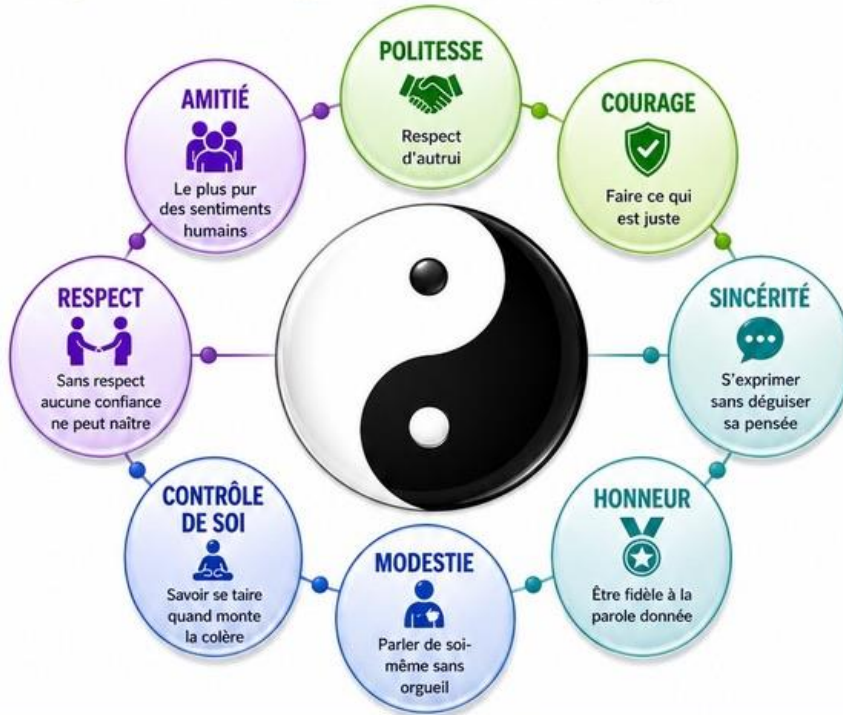 POLITESSE
Respect
d'autrui
COURAGE
Faire ce qui
est juste
SINCÉRITÉ
S'exprimer
sans déguiser
sa pensée
HONNEUR
Être fidèle à la
parole donnée
MODESTIE
Parler de soi-
même sans
orgueil
CONTRÔLE
DE SOI
Savoir se taire
quand monte
la colère
RESPECT
Sans respect
aucune confiance
ne peut naître
AMITIÉ
Le plus pur
des sentiments
humains